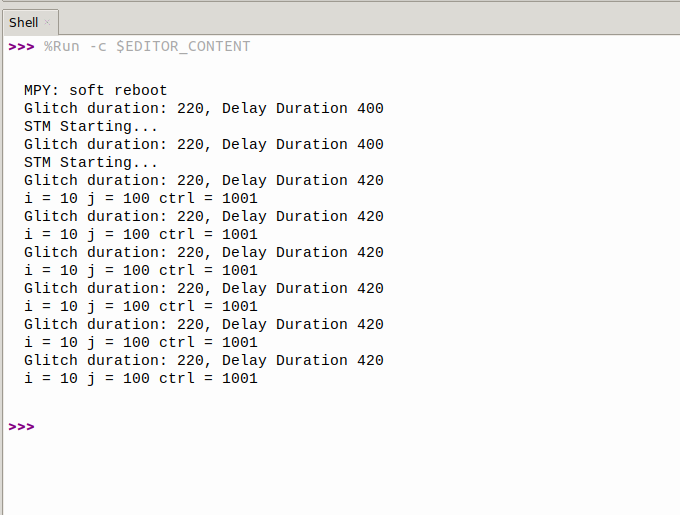 Shell
>>> %Run -c $EDITOR_CONTENT
MPY: soft reboot
Glitch duration: 220, Delay Duration 400
STM Starting...
Glitch duration: 220, Delay Duration 400
STM Starting...
Glitch duration: 220, Delay Duration 420
i = 10 j = 100 ctrl = 1001
Glitch duration: 220, Delay Duration 420
i = 10 j = 100 ctrl = 1001
Glitch duration: 220, Delay Duration 420
i = 10 j = 100 ctrl = 1001
Glitch duration: 220, Delay Duration 420
i = 10 j = 100 ctrl = 1001
Glitch duration: 220, Delay Duration 420
i = 10 j = 100 ctrl = 1001
Glitch duration: 220, Delay Duration 420
i = 10 j = 100 ctrl = 1001
>>>